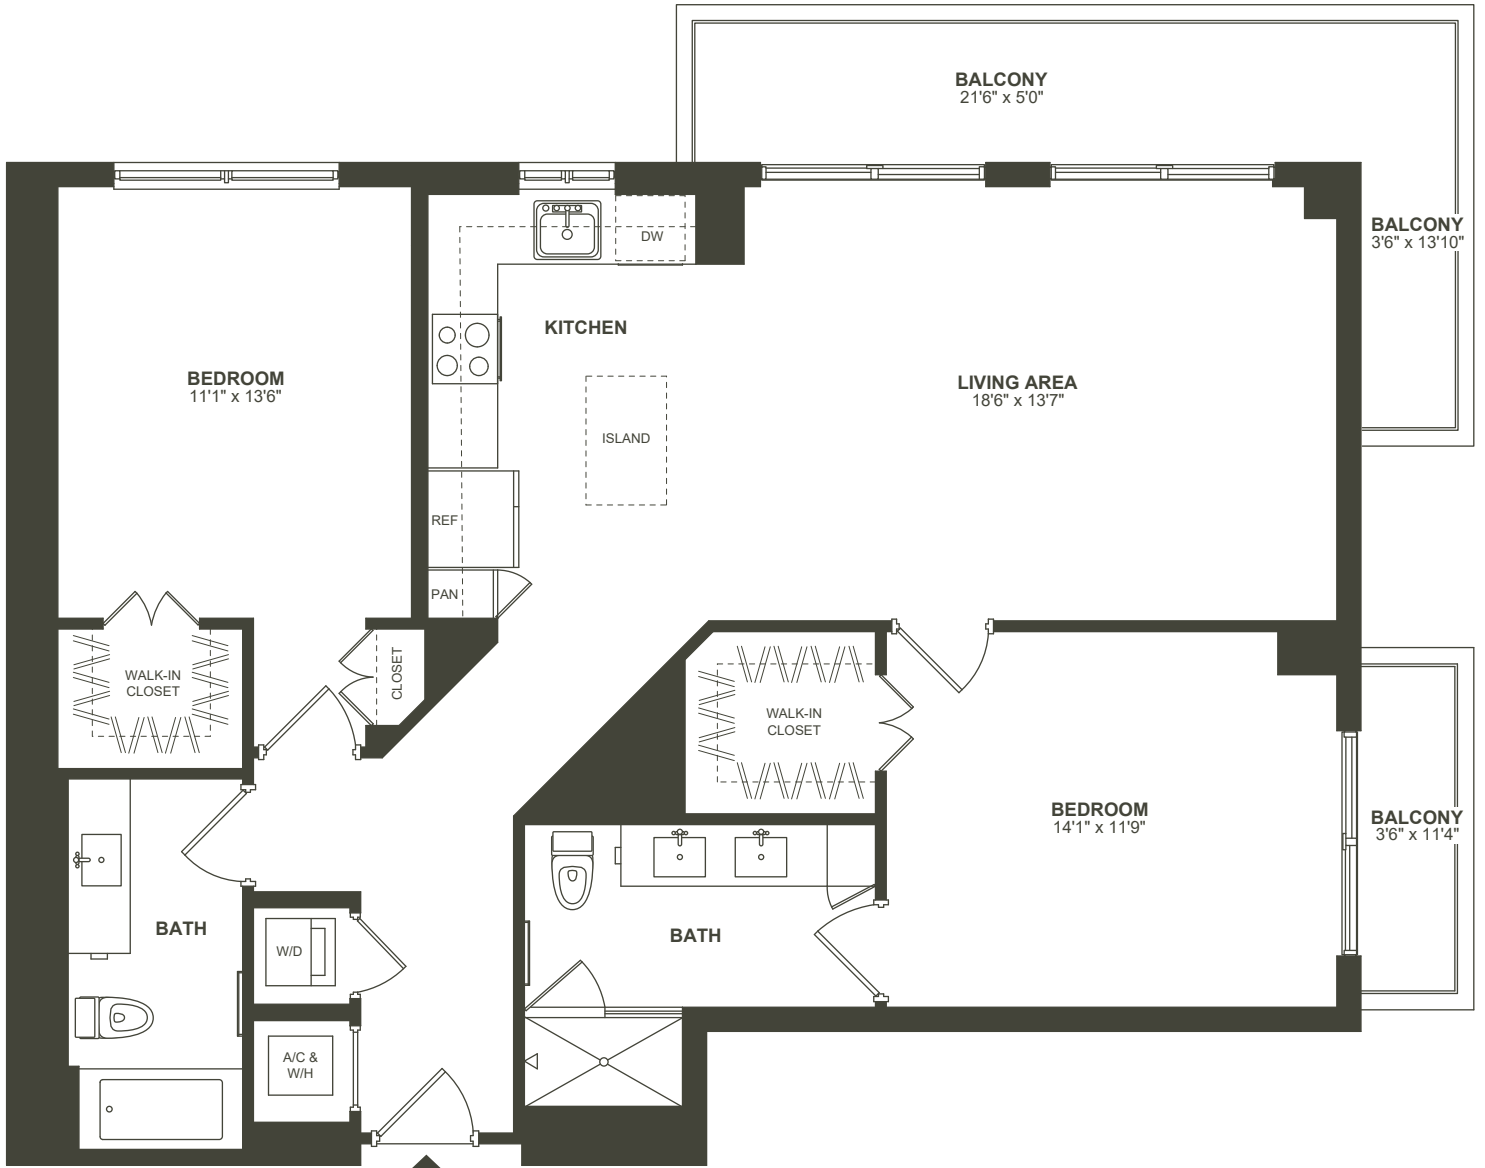 BALCONY
21'6" x 5'0"
BALCONY
3'6" x 13'10"
DW
KITCHEN
BEDROOM
11'1" x 13'6"
LIVING AREA
18'6" x 13'7"
ISLAND
REF
PAN
WALK-IN
CLOSET
CLOSET
WALK-IN
CLOSET
BEDROOM
14'1" x 11'9"
BALCONY
3'6" x 11'4"
BATH
BATH
W/D
A/C &
W/H